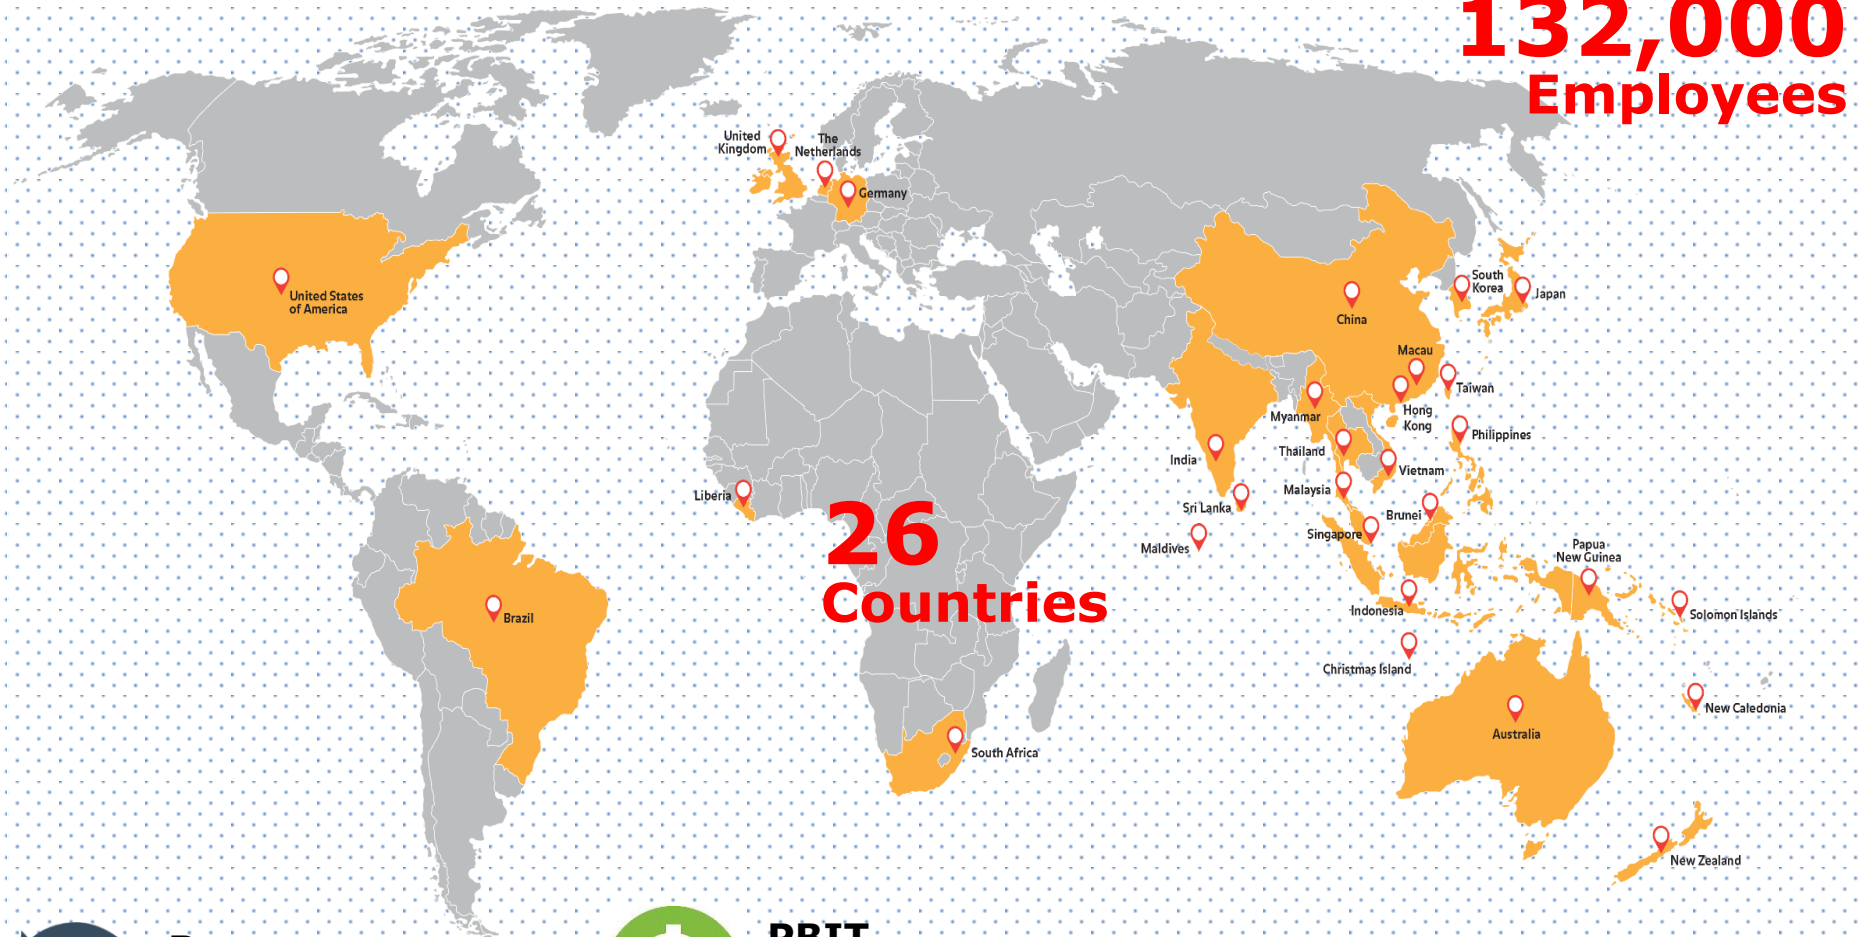 132,000
Employees
United
Kingdom
The
Netherlands
Germany
United States
of America
South
Korea
Japan
China
Macau
Taiwan
Hong
Kong
Myanmar
Philippines
Thailand
India
Vietnam
Malaysia
Liberia
Sri Lanka
Brunei
26
Countries
Singapore
Maldives
Papua
New Guinea
Indonesia
Solomon Islands
Brazil
Christmas Island
New Caledonia
Australia
South Africa
New Zealand
PBIT